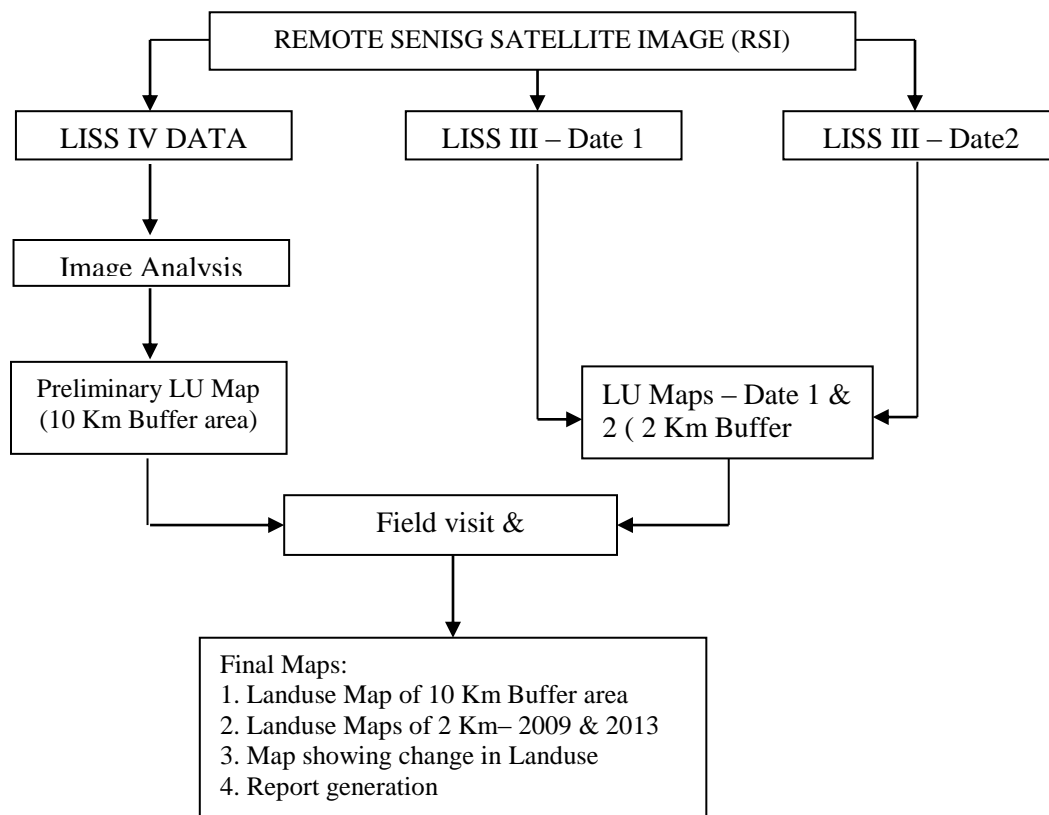 REMOTE SENISG SATELLITE IMAGE (RSI)
LISS IV DATA
LISS III – Date 1
LISS III – Date2
Image Analysis
Preliminary LU Map
(10 Km Buffer area)
LU Maps – Date 1 &
2 ( 2 Km Buffer
Field visit &
Final Maps:
1. Landuse Map of 10 Km Buffer area
2. Landuse Maps of 2 Km– 2009 & 2013
3. Map showing change in Landuse
4. Report generation